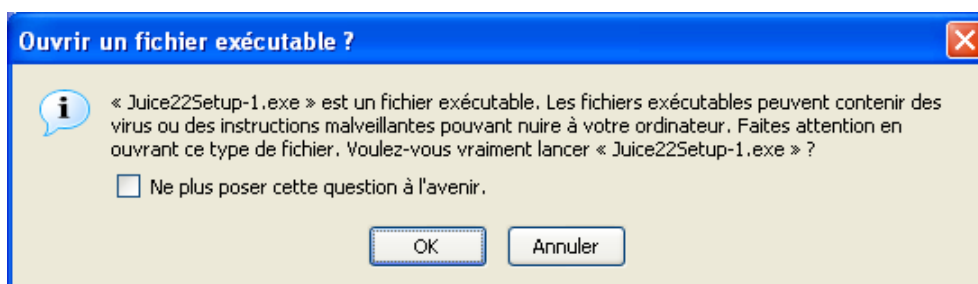 Ouvrir un fichier exécutable ?
« Juice22Setup-1.exe » est un fichier exécutable. Les fichiers exécutables peuvent contenir des
virus ou des instructions malveillantes pouvant nuire à votre ordinateur. Faites attention en
ouvrant ce type de fichier. Voulez-vous vraiment lancer « Juice22Setup-1.exe » ?
Ne plus poser cette question à l'avenir.
OK
Annuler